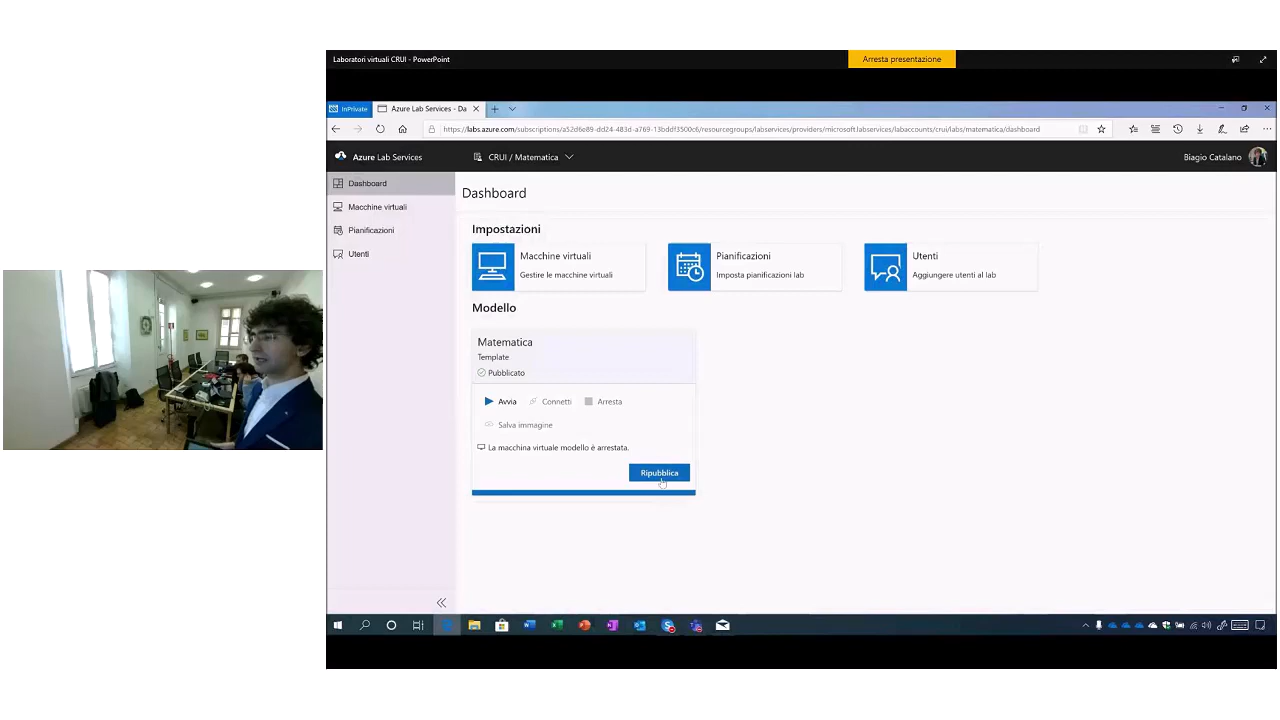 Laboratori virtuali CRUI - PowerPoint
Arresta presentazione
InPrivate
Azure Lab Services - Da
https://labs.azure.com/subscriptions/a52d6e89-dd24-483d-a769-13bddf3500c6/resourcegroups/labservices/providers/microsoft.labservices/labaccounts/crui/labs/matematica/dashboard
Azure Lab Services
CRUI / Matematica
Biagio Catalano
Dashboard
Macchine virtuali
Pianificazioni
Utenti
Dashboard
Impostazioni
Macchine virtuali
Gestire le macchine virtuali
Pianificazioni
Imposta pianificazioni lab
Utenti
Aggiungere utenti al lab
Modello
Matematica
Template
Pubblicato
Avvia
Connetti
Arresta
Salva immagine
La macchina virtuale modello è arrestata.
Ripubblica